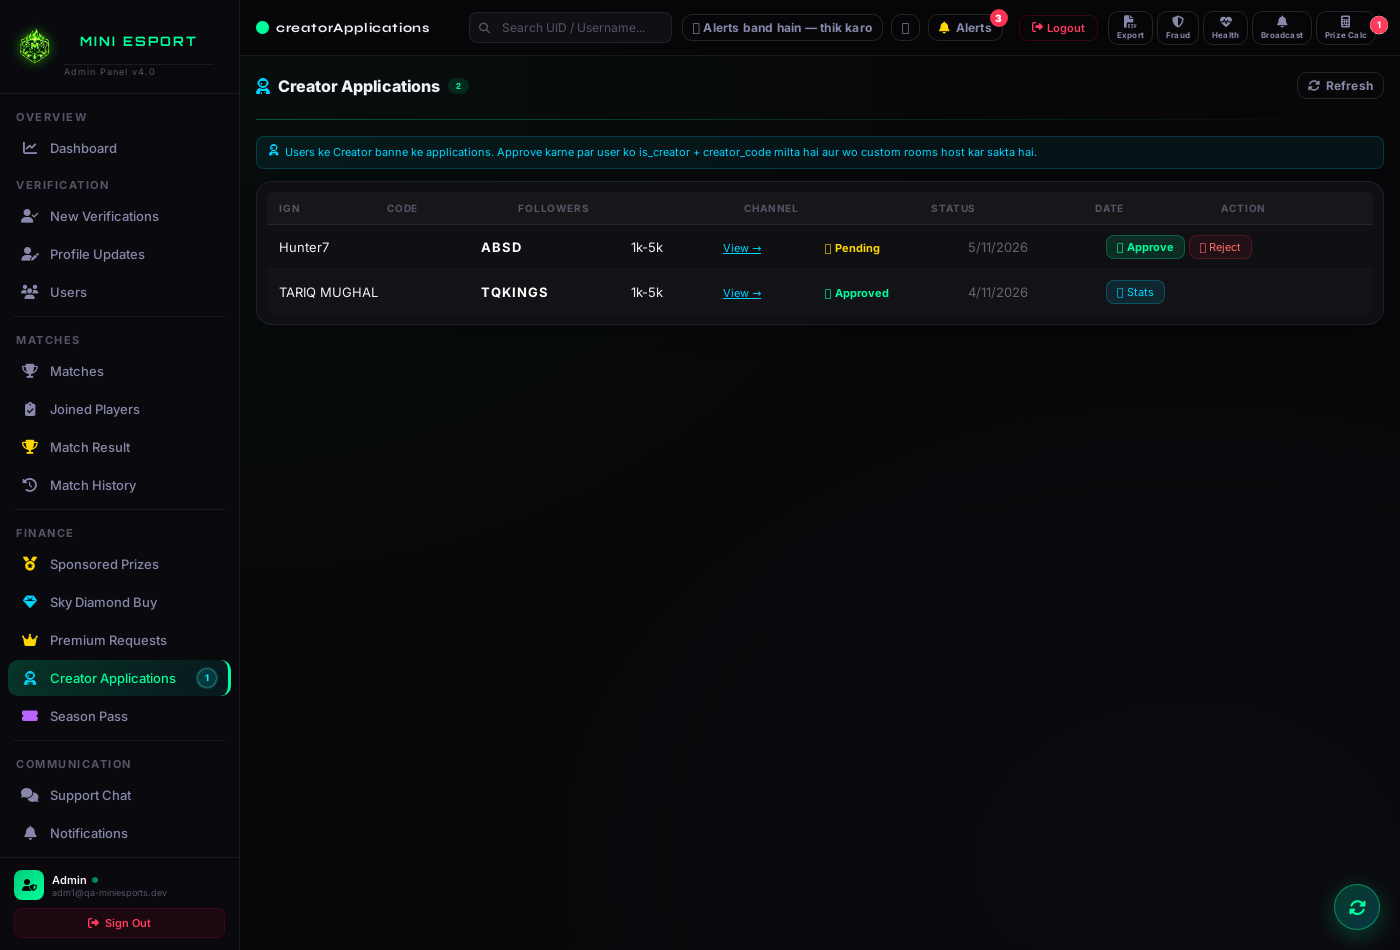 MINI ESPORT
Admin Panel v4.0
OVERVIEW
Dashboard
VERIFICATION
New Verifications
Profile Updates
Users
MATCHES
Matches
Joined Players
Match Result
Match History
FINANCE
Sponsored Prizes
Sky Diamond Buy
Premium Requests
Creator Applications 1
Season Pass
COMMUNICATION
Support Chat
Notifications
Admin
adm1@qa-miniesports.dev
Sign Out
creatorApplications
Search UID / Username...
Alerts band hain — thik karo
Alerts 3
Logout
Export
Fraud
Health
Broadcast
Prize Calc 1
Creator Applications 2
Refresh
Users ke Creator banne ke applications. Approve karne par user ko is_creator + creator_code milta hai aur wo custom rooms host kar sakta hai.
IGN CODE FOLLOWERS CHANNEL STATUS DATE ACTION
Hunter7 ABSD 1k-5k View → Pending 5/11/2026 Approve Reject
TARIQ MUGHAL TQKINGS 1k-5k View → Approved 4/11/2026 Stats